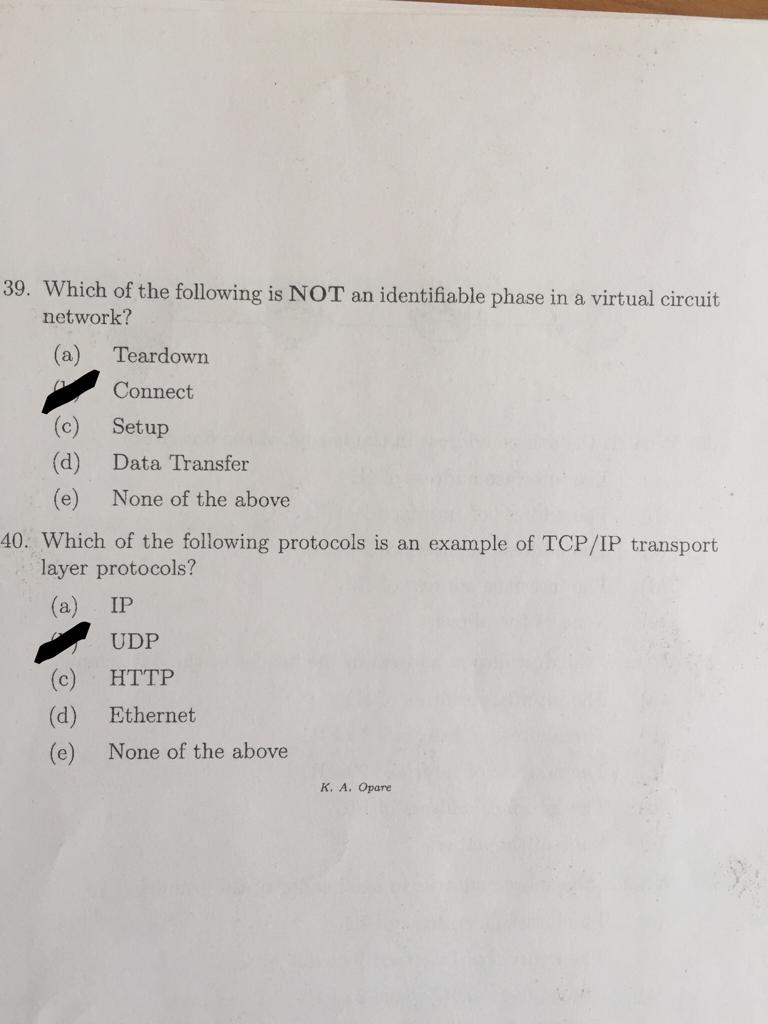 39. Which of the following is NOT an identifiable phase in a virtual circuit
network?
(a) Teardown
Connect
(c) Setup
(d) Data Transfer
(e) None of the above
40. Which of the following protocols is an example of TCP/IP transport
layer protocols?
(a) IP
UDP
(c) HTTP
(d) Ethernet
(e) None of the above
K. A. Opare